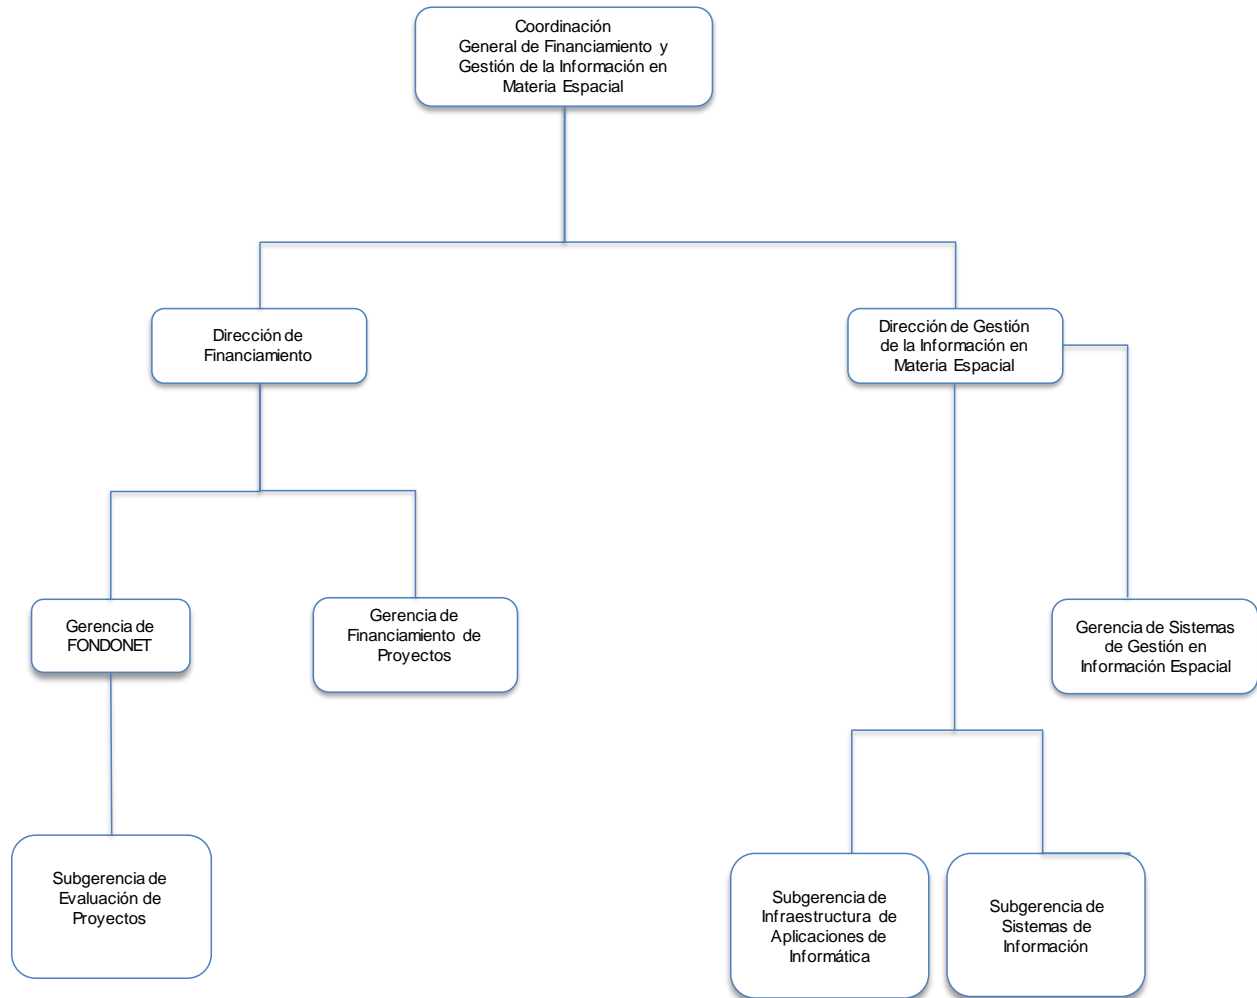 Coordinación
General de Financiamiento y
Gestión de la Información en
Materia Espacial
Dirección de
Financiamiento
Dirección de Gestión
de la Información en
Materia Espacial
Gerencia de
FONDONET
Gerencia de
Financiamiento de
Proyectos
Gerencia de Sistemas
de Gestión en
Información Espacial
Subgerencia de
Evaluación de
Proyectos
Subgerencia de
Infraestructura de
Aplicaciones de
Informática
Subgerencia de
Sistemas de
Información